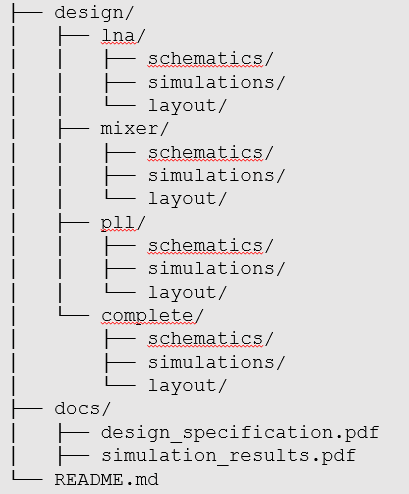 ├── design/
│   ├── lna/
│   │   ├── schematics/
│   │   ├── simulations/
│   │   └── layout/
│   ├── mixer/
│   │   ├── schematics/
│   │   ├── simulations/
│   │   └── layout/
│   ├── pll/
│   │   ├── schematics/
│   │   ├── simulations/
│   │   └── layout/
│   └── complete/
│       ├── schematics/
│       ├── simulations/
│       └── layout/
├── docs/
│   ├── design_specification.pdf
│   ├── simulation_results.pdf
└── README.md